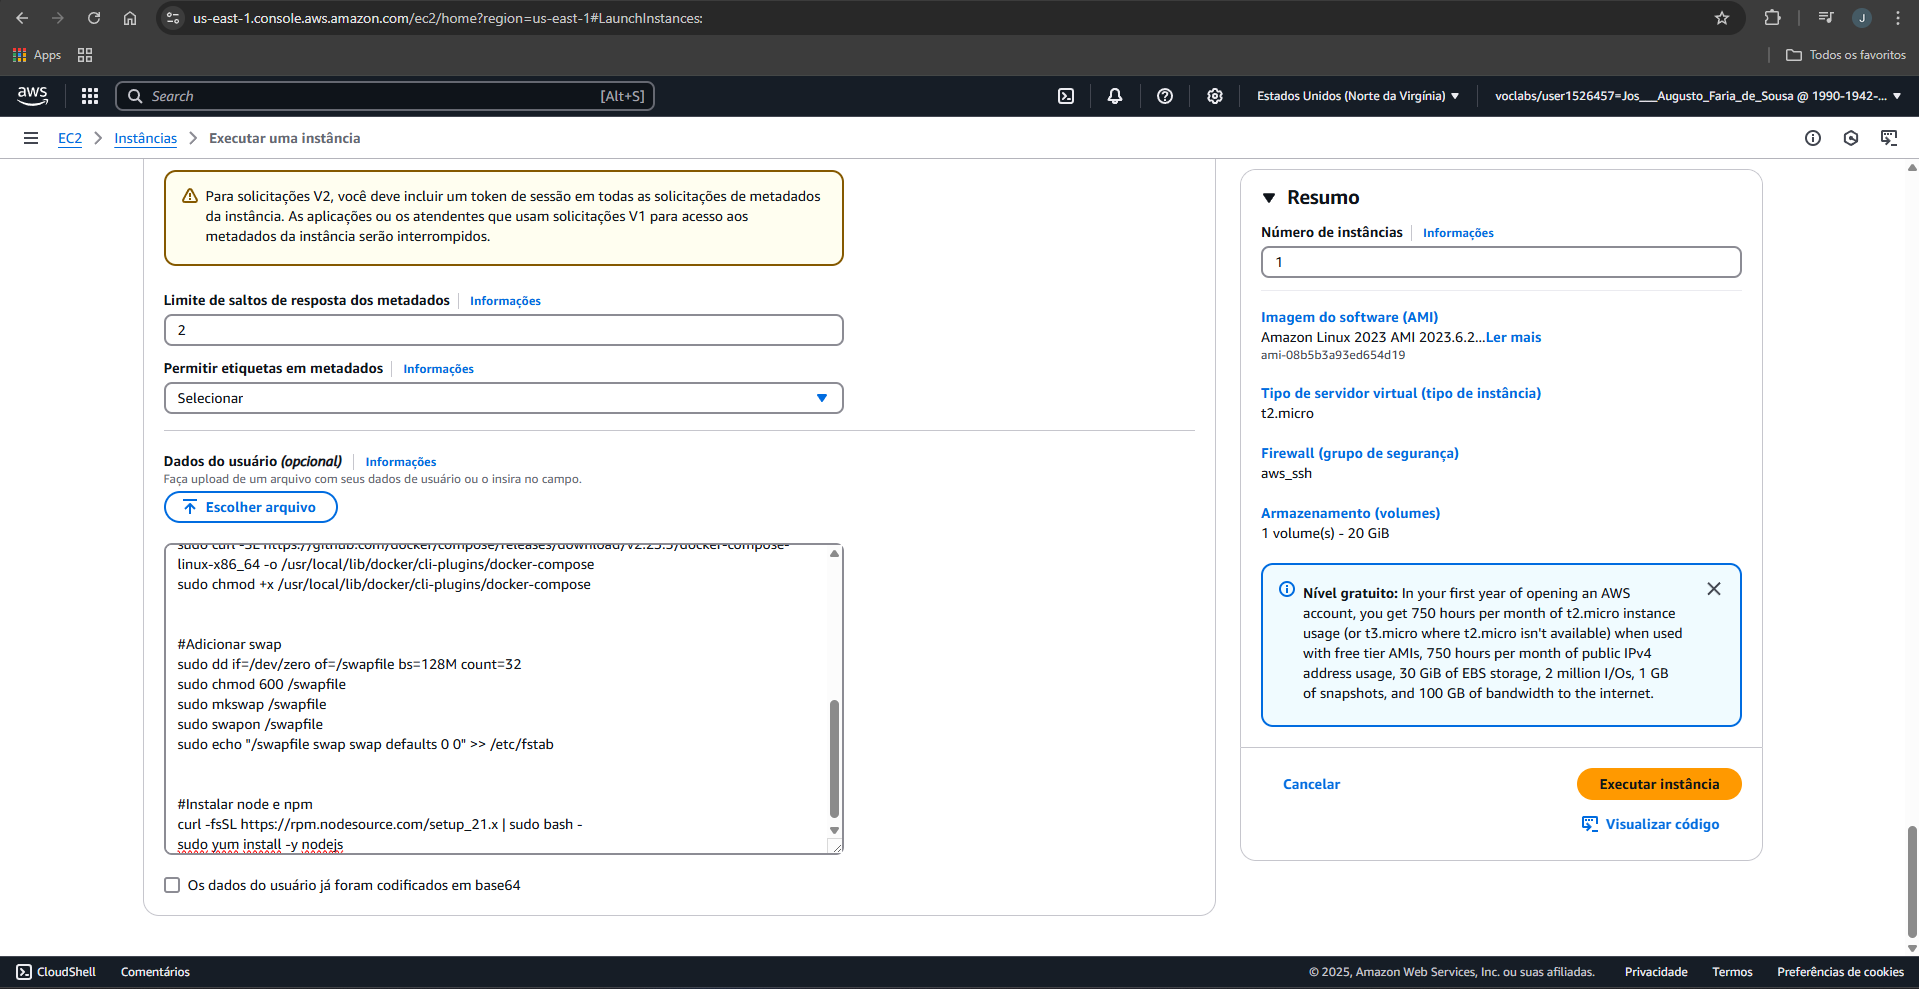 us-east-1.console.aws.amazon.com/ec2/home?region=us-east-1#LaunchInstances:
J
Apps
Todos os favoritos
aws
Search
[Alt+S]
Estados Unidos (Norte da Virgínia)
voclabs/user1526457=Jos___Augusto_Faria_de_Sousa @ 1990-1942-...
EC2
Instâncias
Executar uma instância
Para solicitações V2, você deve incluir um token de sessão em todas as solicitações de metadados
da instância. As aplicações ou os atendentes que usam solicitações V1 para acesso aos
metadados da instância serão interrompidos.
Limite de saltos de resposta dos metadados
Informações
2
Permitir etiquetas em metadados
Informações
Selecionar
Dados do usuário (opcional)
Informações
Faça upload de um arquivo com seus dados de usuário ou o insira no campo.
Escolher arquivo
sudo curl -SL https://github.com/docker/compose/releases/download/v2.23.3/docker-compose-
linux-x86_64 -o /usr/local/lib/docker/cli-plugins/docker-compose
sudo chmod +x /usr/local/lib/docker/cli-plugins/docker-compose
#Adicionar swap
sudo dd if=/dev/zero of=/swapfile bs=128M count=32
sudo chmod 600 /swapfile
sudo mkswap /swapfile
sudo swapon /swapfile
sudo echo "/swapfile swap swap defaults 0 0" >> /etc/fstab
#Instalar node e npm
curl -fsSL https://rpm.nodesource.com/setup_21.x | sudo bash -
sudo yum install -y nodejs
Os dados do usuário já foram codificados em base64
Resumo
Número de instâncias
Informações
1
Imagem do software (AMI)
Amazon Linux 2023 AMI 2023.6.2...Ler mais
ami-08b5b3a93ed654d19
Tipo de servidor virtual (tipo de instância)
t2.micro
Firewall (grupo de segurança)
aws_ssh
Armazenamento (volumes)
1 volume(s) - 20 GiB
Nível gratuito: In your first year of opening an AWS
account, you get 750 hours per month of t2.micro instance
usage (or t3.micro where t2.micro isn't available) when used
with free tier AMIs, 750 hours per month of public IPv4
address usage, 30 GiB of EBS storage, 2 million I/Os, 1 GB
of snapshots, and 100 GB of bandwidth to the internet.
Cancelar
Executar instância
Visualizar código
CloudShell
Comentários
© 2025, Amazon Web Services, Inc. ou suas afiliadas.
Privacidade
Termos
Preferências de cookies